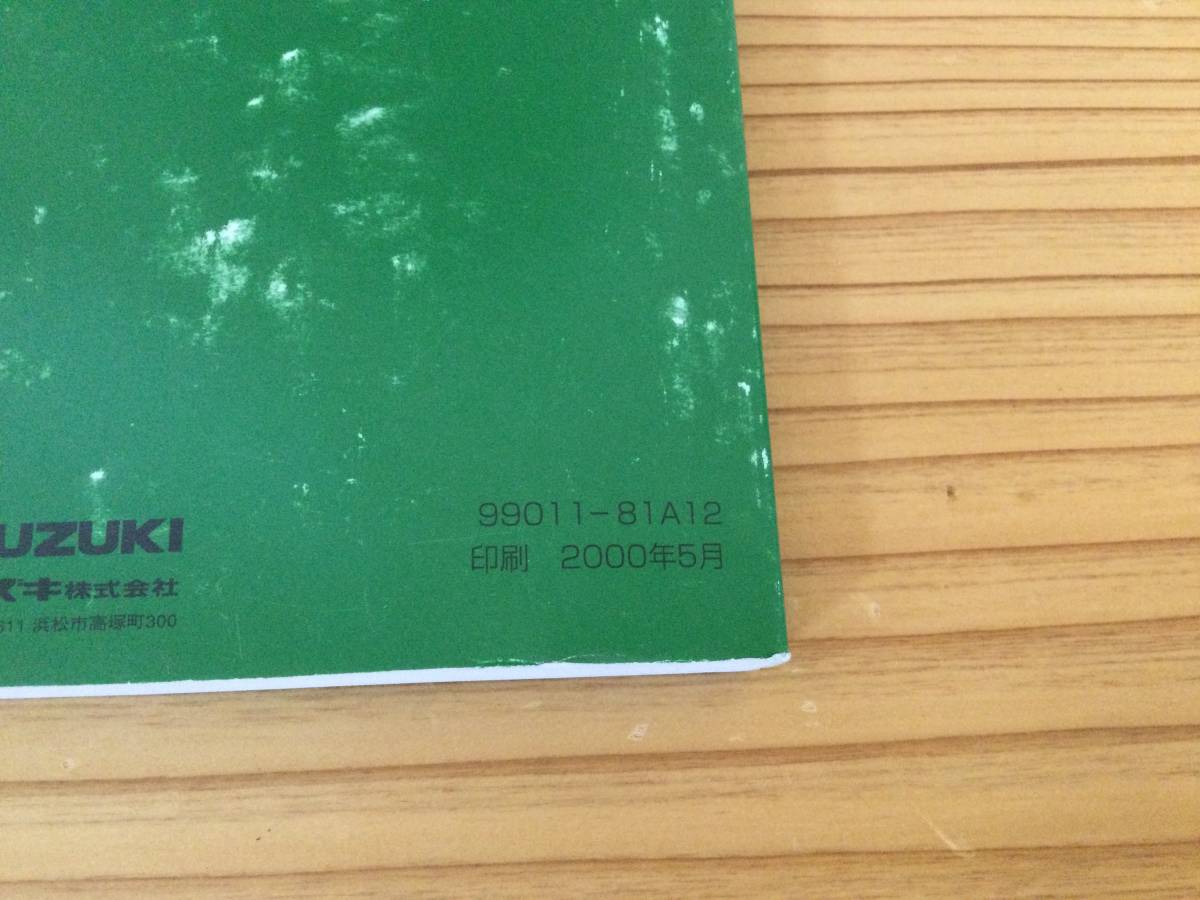 UZUKI
ズキ株式会社
611 浜松市高塚町300
99011-81A12
印刷 2000年5月